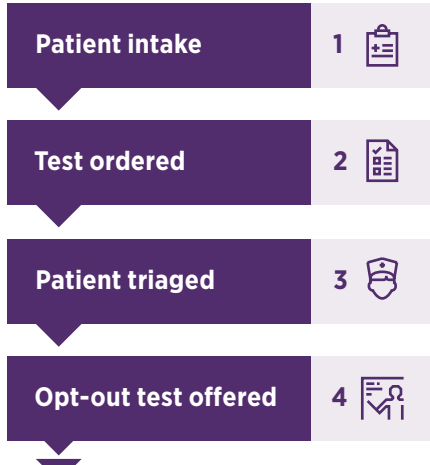 Patient intake 1
Test ordered 2
Patient triaged 3
Opt-out test offered 4